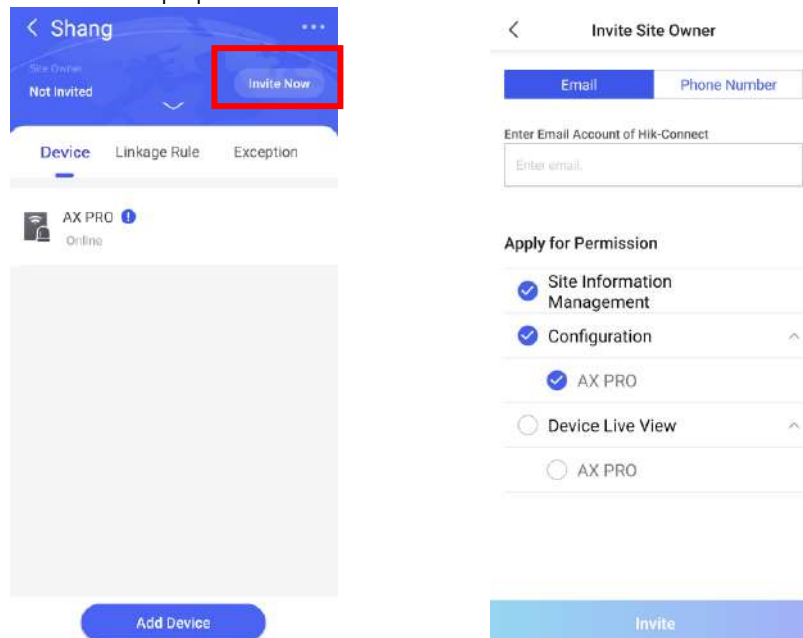 Shang
Site Owner
Not Invited
Invite Now
Device Linkage Rule Exception
AX PRO
Online
Add Device
Invite Site Owner
Email Phone Number
Enter Email Account of Hik-Connect
Enter email.
Apply for Permission
Site Information
Management
Configuration
AX PRO
Device Live View
AX PRO
Invite